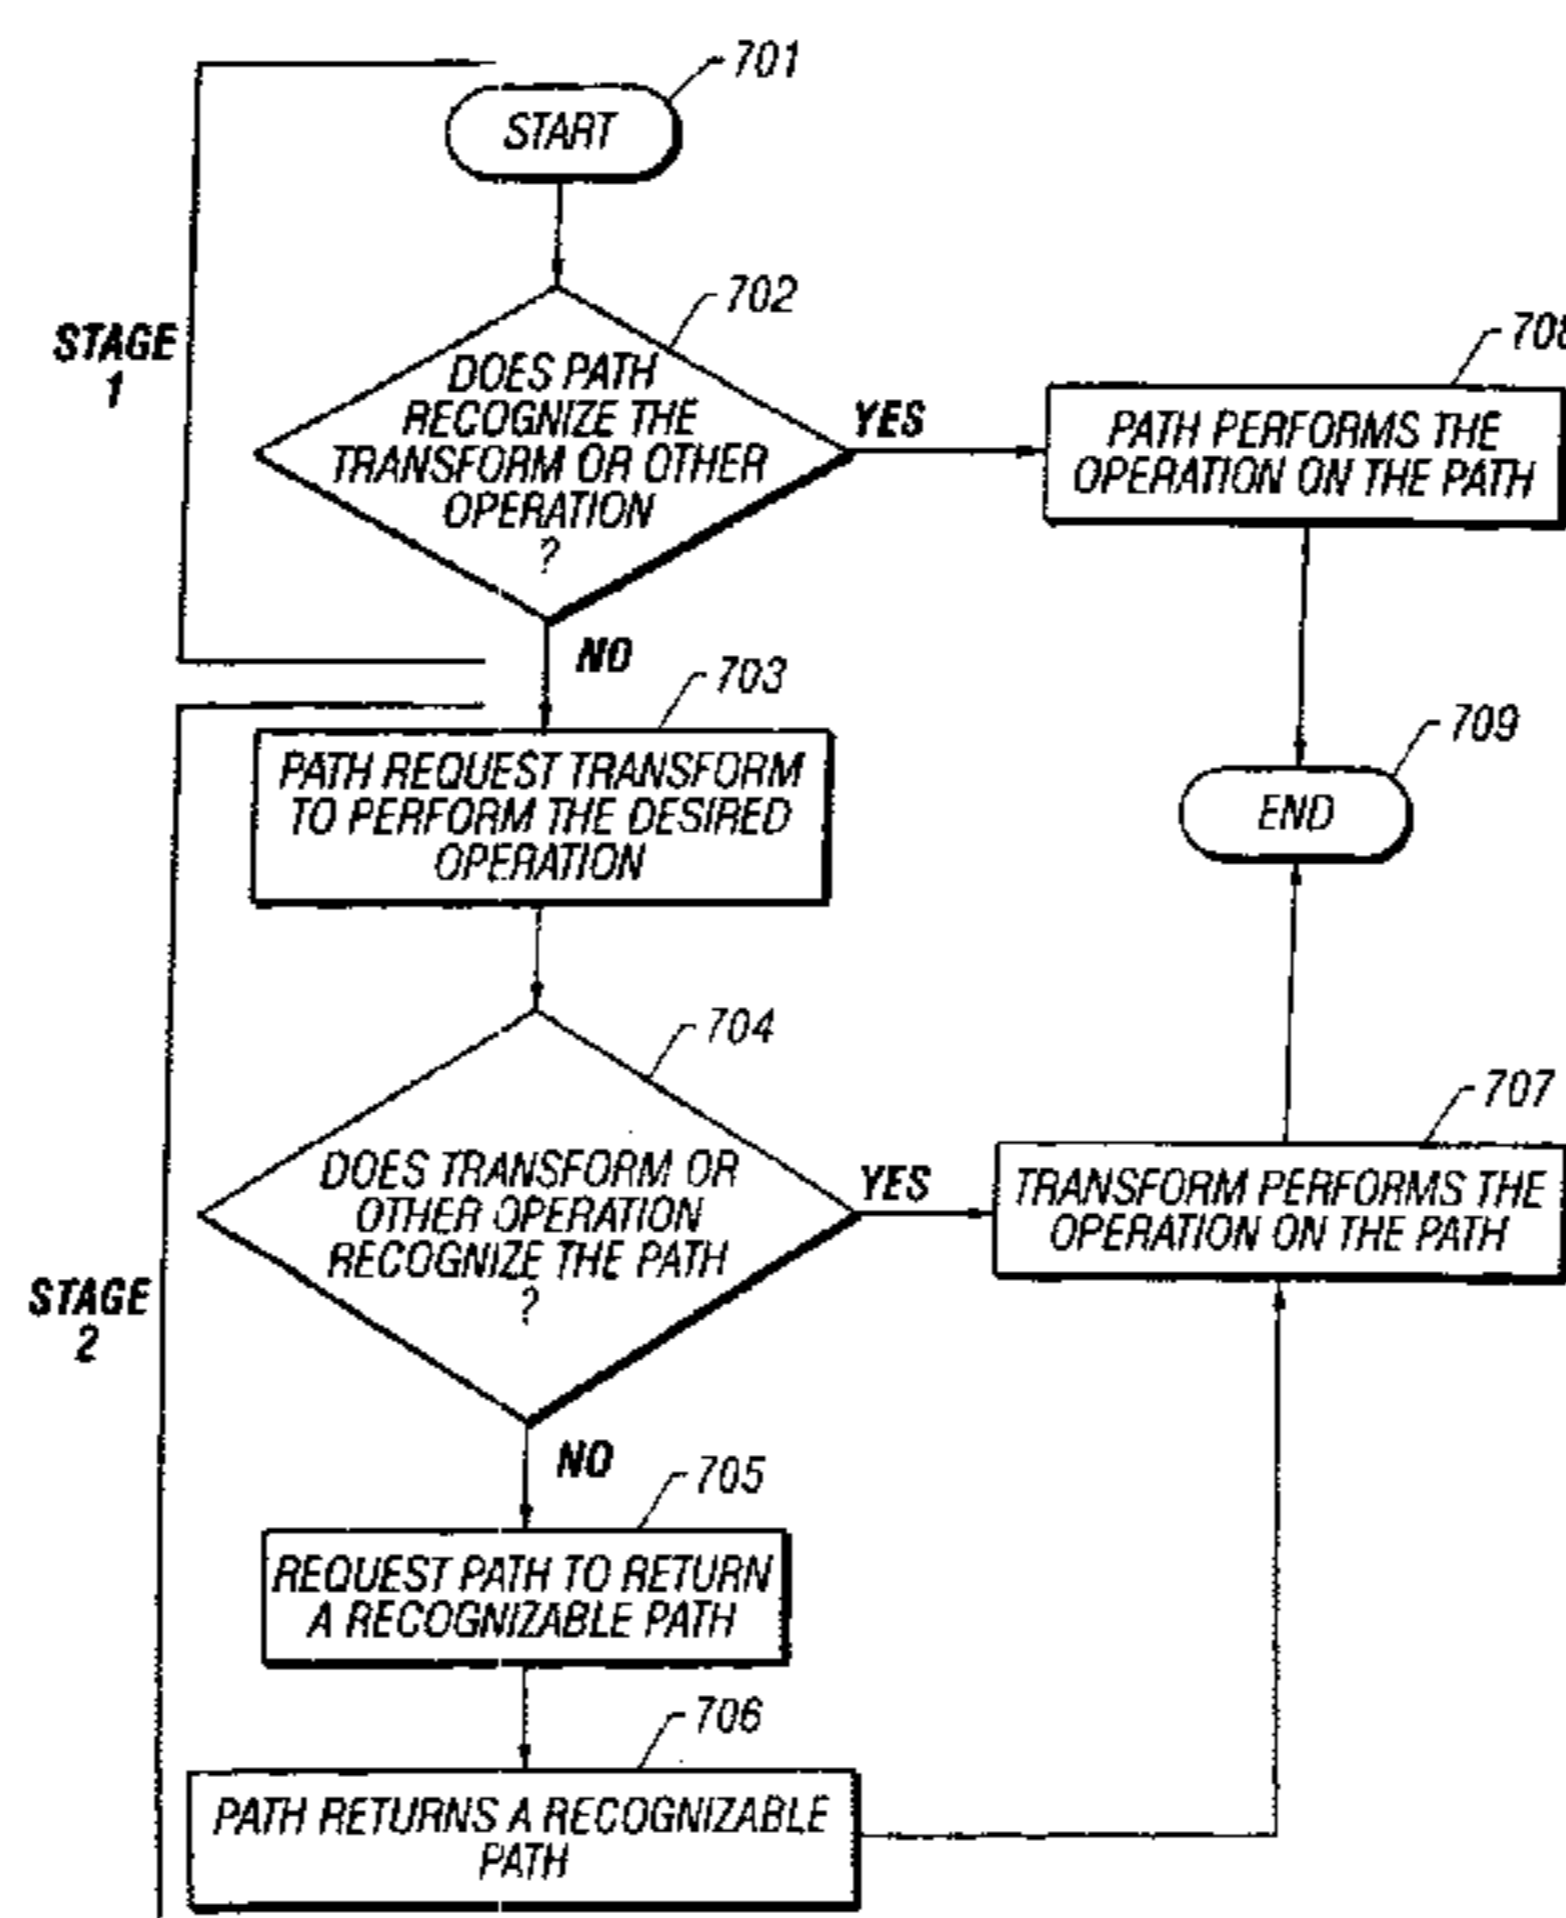 701
START
702
STAGE
1
DOES PATH
RECOGNIZE THE
TRANSFORM OR OTHER
OPERATION
?
YES
708
PATH PERFORMS THE
OPERATION ON THE PATH
NO
703
PATH REQUEST TRANSFORM
TO PERFORM THE DESIRED
OPERATION
709
END
704
STAGE
2
DOES TRANSFORM OR
OTHER OPERATION
RECOGNIZE THE PATH
?
YES
707
TRANSFORM PERFORMS THE
OPERATION ON THE PATH
NO
705
REQUEST PATH TO RETURN
A RECOGNIZABLE PATH
706
PATH RETURNS A RECOGNIZABLE
PATH